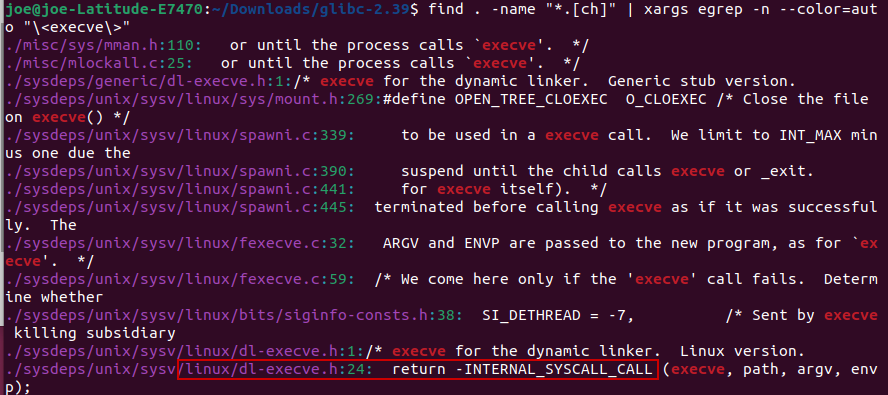 joe@joe-Latitude-E7470:~/Downloads/glibc-2.39$ find . -name "*.[ch]" | xargs egrep -n --color=aut
o "\<execve\>"
./misc/sys/mman.h:110:   or until the process calls `execve'.  */
./misc/mlockall.c:25:   or until the process calls `execve'.  */
./sysdeps/generic/dl-execve.h:1:/* execve for the dynamic linker.  Generic stub version.
./sysdeps/unix/sysv/linux/sys/mount.h:269:#define OPEN_TREE_CLOEXEC  O_CLOEXEC /* Close the file
on execve() */
./sysdeps/unix/sysv/linux/spawni.c:339:     to be used in a execve call.  We limit to INT_MAX min
us one due the
./sysdeps/unix/sysv/linux/spawni.c:390:     suspend until the child calls execve or _exit.
./sysdeps/unix/sysv/linux/spawni.c:441:     for execve itself).  */
./sysdeps/unix/sysv/linux/spawni.c:445:  terminated before calling execve as if it was successful
ly.  The
./sysdeps/unix/sysv/linux/fexecve.c:32:   ARGV and ENVP are passed to the new program, as for `ex
ecve'.  */
./sysdeps/unix/sysv/linux/fexecve.c:59:  /* We come here only if the 'execve' call fails.  Determ
ine whether
./sysdeps/unix/sysv/linux/bits/siginfo-consts.h:38:  SI_DETHREAD = -7,         /* Sent by execve
 killing subsidiary
./sysdeps/unix/sysv/linux/dl-execve.h:1:/* execve for the dynamic linker.  Linux version.
./sysdeps/unix/sysv/linux/dl-execve.h:24:  return -INTERNAL_SYSCALL_CALL (execve, path, argv, env
p);